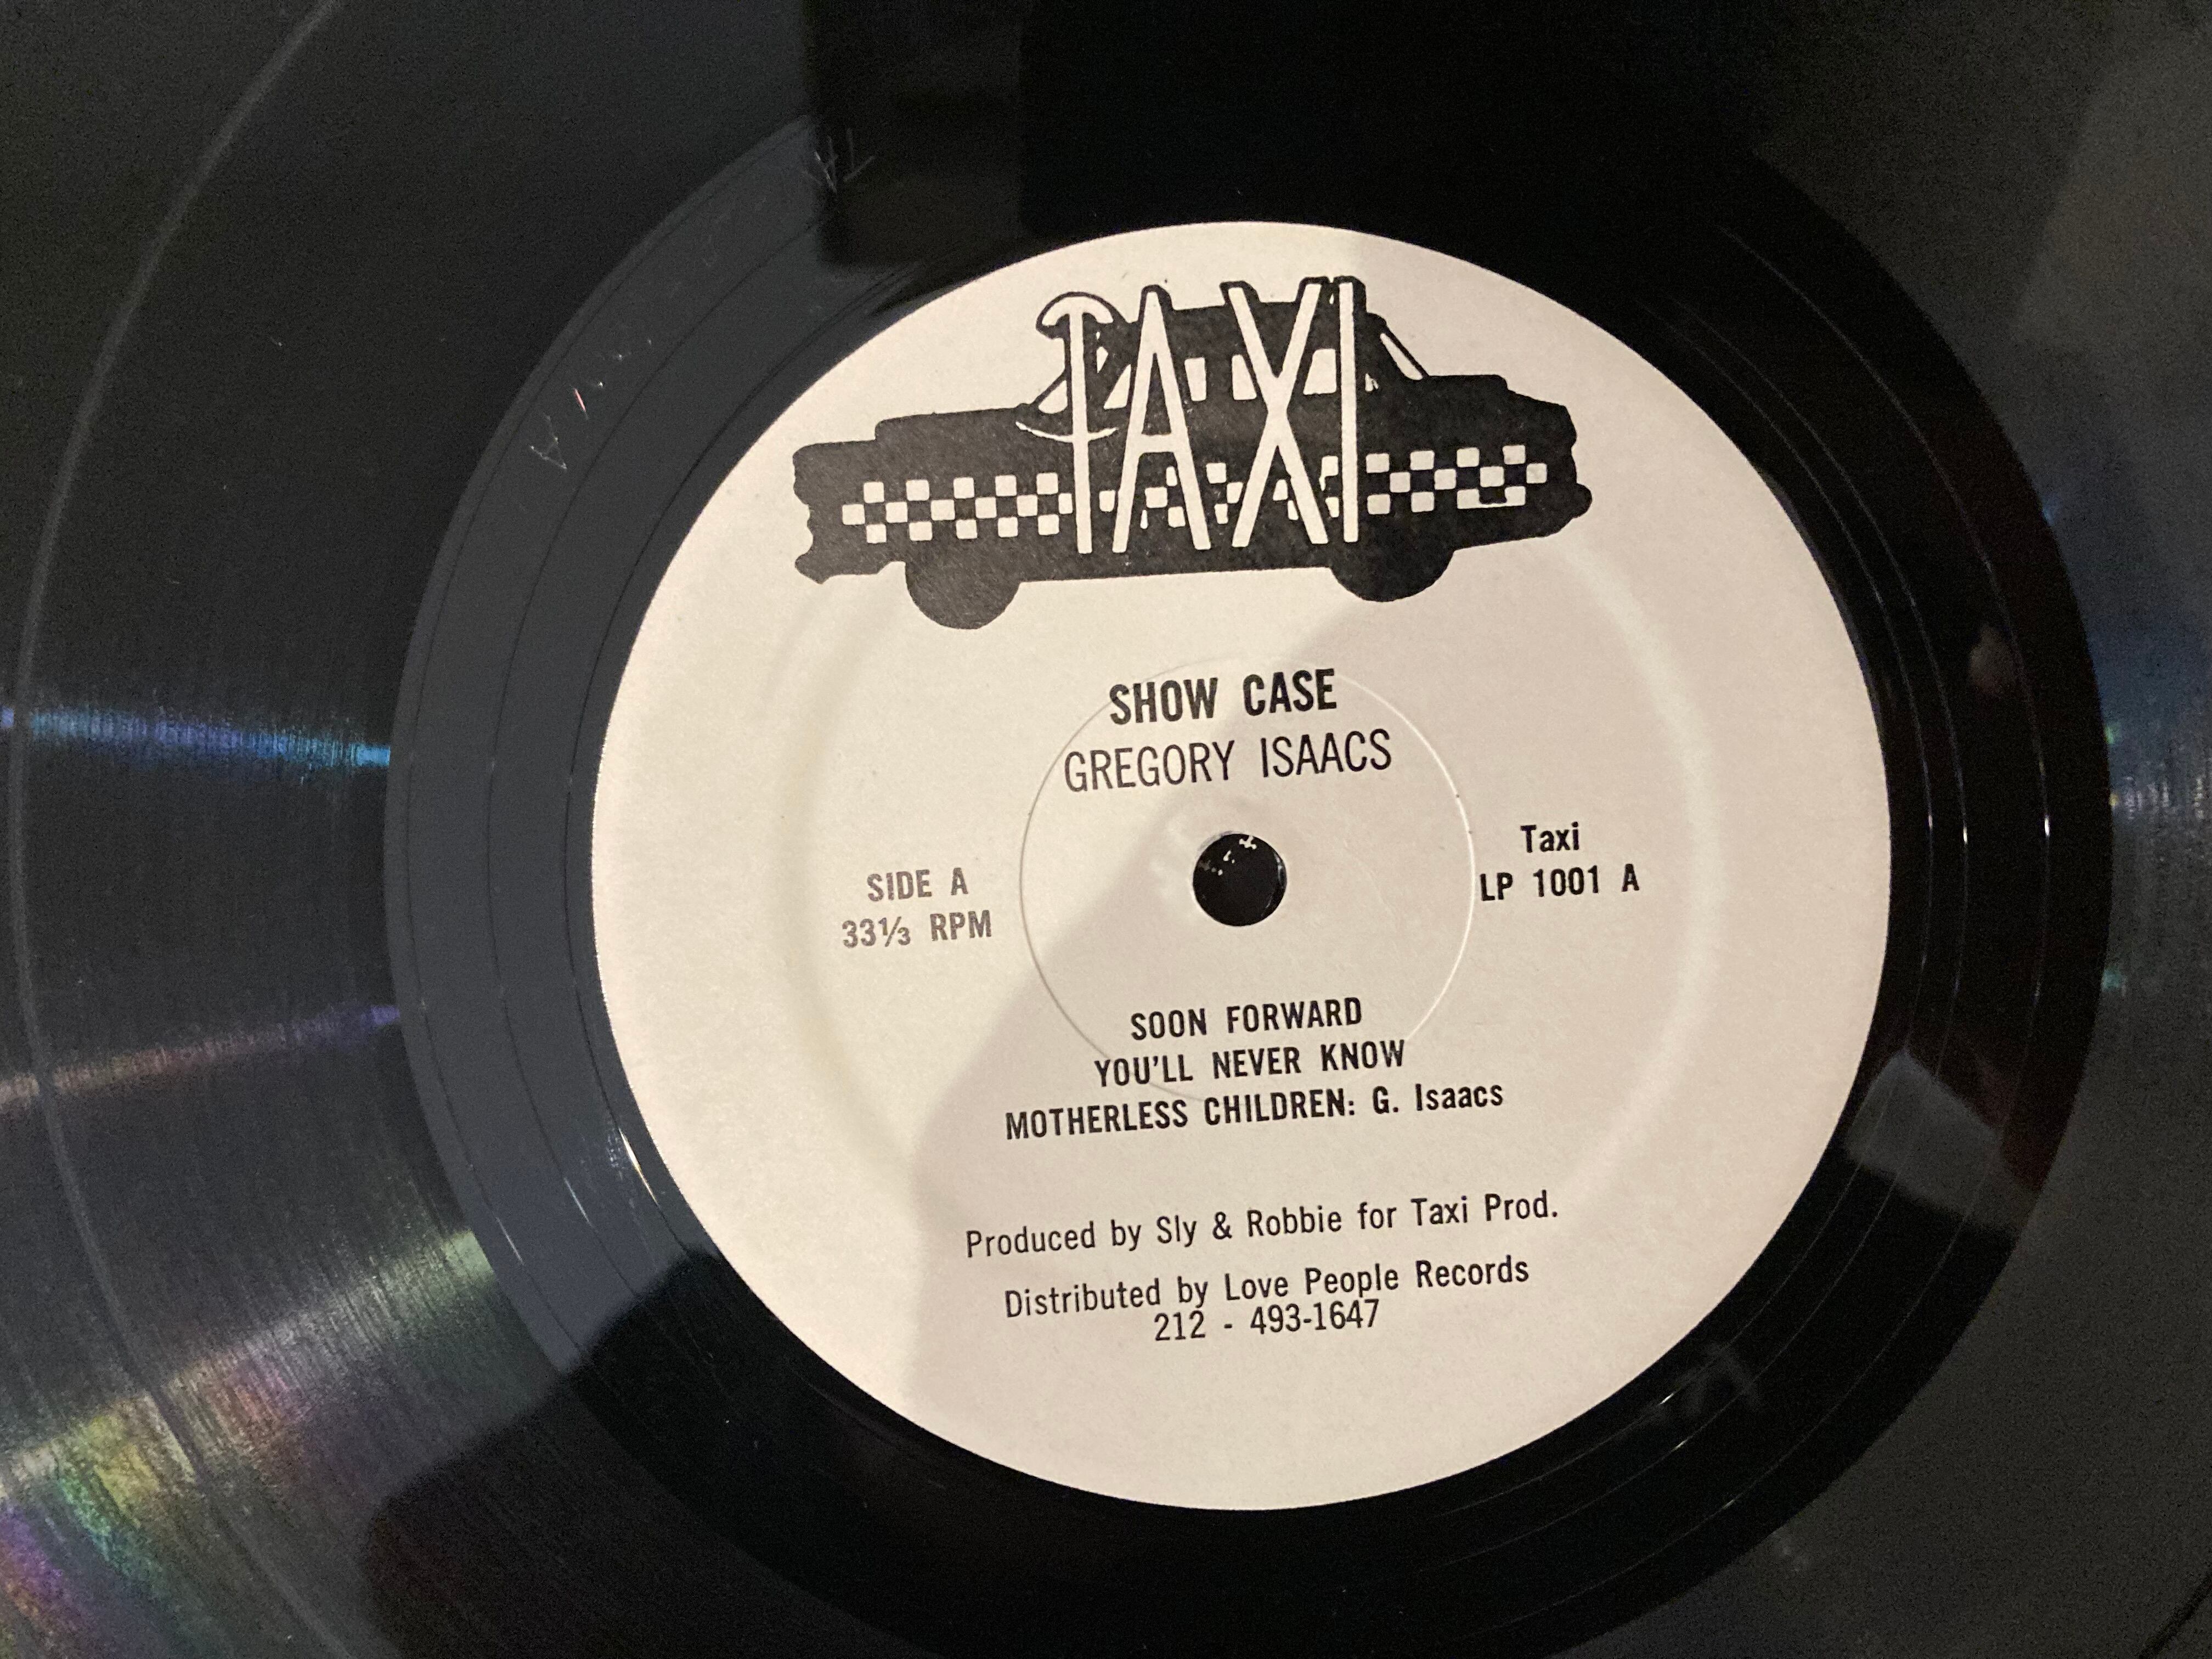 TAXI
SHOW CASE
GREGORY ISAACS
SIDE A
33⅓ RPM
Taxi
LP 1001 A
SOON FORWARD
YOU'LL NEVER KNOW
MOTHERLESS CHILDREN: G. Isaacs
Produced by Sly & Robbie for Taxi Prod.
Distributed by Love People Records
212 - 493-1647